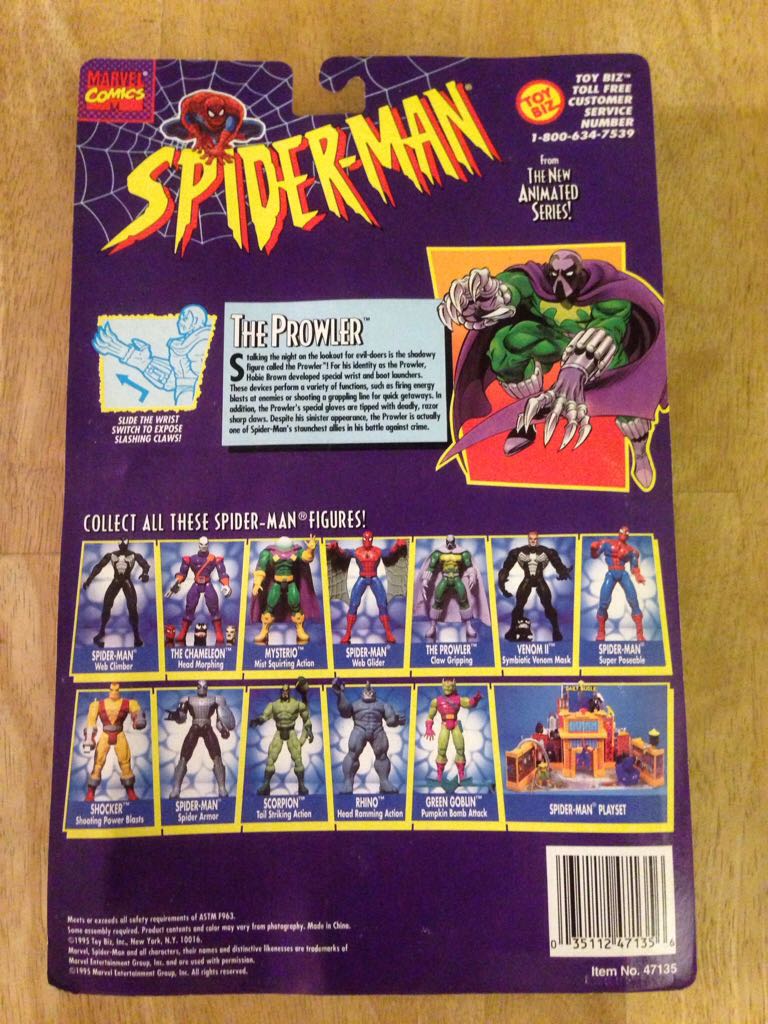 MARVEL®
COMICS
M
SPIDER-MAN®
TOY BIZ
TOY BIZ™
TOLL FREE
CUSTOMER
SERVICE
NUMBER
1-800-634-7539
from
THE NEW
ANIMATED
SERIES!
SLIDE THE WRIST
SWITCH TO EXPOSE
SLASHING CLAWS!
THE PROWLER™
Stalking the night on the lookout for evil-doers is the shadowy
figure called the Prowler™! For his identity as the Prowler,
Hobie Brown developed special wrist and boot launchers.
These devices perform a variety of functions, such as firing energy
blasts at enemies or shooting a grappling line for quick getaways. In
addition, the Prowler's special gloves are tipped with deadly, razor
sharp claws. Despite his sinister appearance, the Prowler is actually
one of Spider-Man's staunchest allies in his battle against crime.
COLLECT ALL THESE SPIDER-MAN® FIGURES!
SPIDER-MAN®
Web Climber
THE CHAMELEON™
Head Morphing
MYSTERIO™
Mist Squirting Action
SPIDER-MAN®
Web Glider
THE PROWLER™
Claw Gripping
VENOM II™
Symbiotic Venom Mask
SPIDER-MAN®
Super Poseable
SHOCKER™
Shooting Power Blasts
SPIDER-MAN®
Spider Armor
SCORPION™
Tail Striking Action
RHINO™
Head Ramming Action
GREEN GOBLIN™
Pumpkin Bomb Attack
DAILY BUGLE
SPIDER-MAN® PLAYSET
Meets or exceeds all safety requirements of ASTM F963.
Some assembly required. Product contents and color may vary from photography. Made in China.
©1995 Toy Biz, Inc., New York, N.Y. 10016.
Marvel, Spider-Man and all characters, their names and distinctive likenesses are trademarks of
Marvel Entertainment Group, Inc. and are used with permission.
©1995 Marvel Entertainment Group, Inc. All rights reserved.
0 35112 47135 6
Item No. 47135